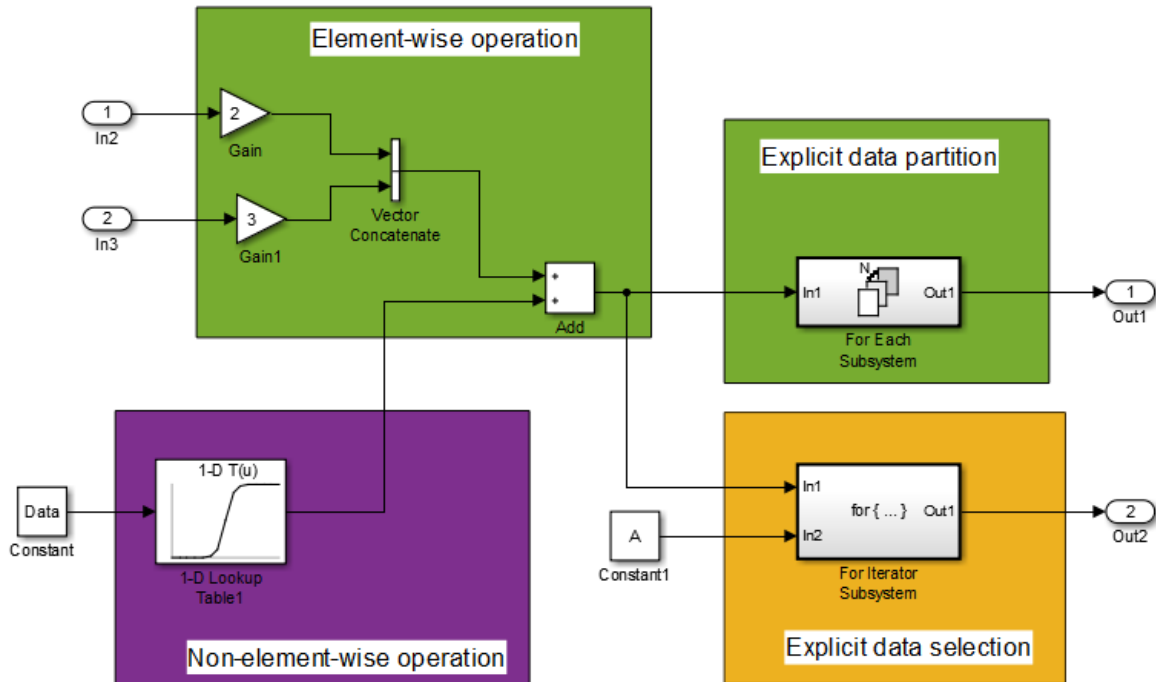 Element-wise operation
1
In2
2
Gain
2
In3
3
Gain1
Vector
Concatenate
+
+
Add
Explicit data partition
In1
N
Out1
For Each
Subsystem
1
Out1
Data
Constant
1-D T(u)
1-D Lookup
Table1
Non-element-wise operation
A
Constant1
In1
In2
for { ... }
Out1
For Iterator
Subsystem
2
Out2
Explicit data selection